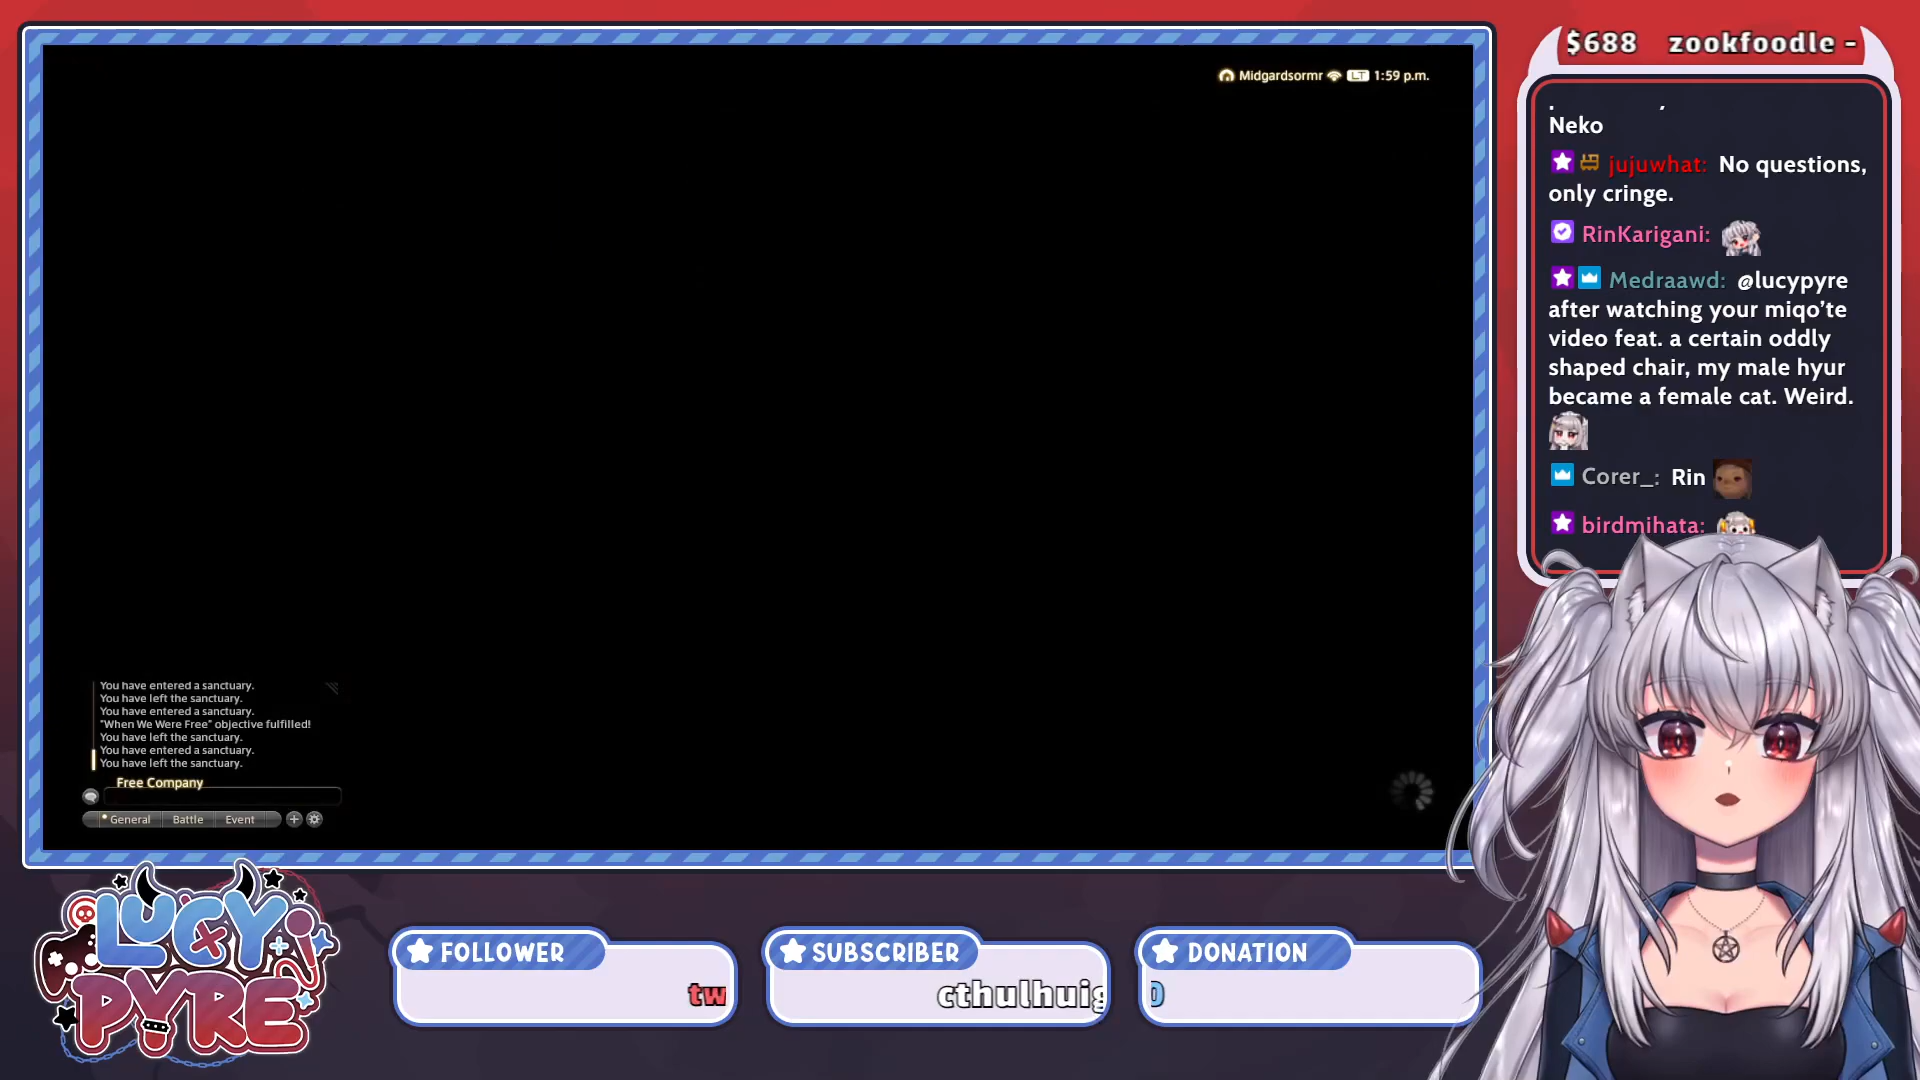 $688 zookfoodle -
Midgardsormr LT 1:59 p.m.
Neko
jujuwhat: No questions,
only cringe.
RinKarigani:
Medraawd: @lucypyre
after watching your miqo'te
video feat. a certain oddly
shaped chair, my male hyur
became a female cat. Weird.
Corer_: Rin
birdmihata:
You have entered a sanctuary.
You have left the sanctuary.
You have entered a sanctuary.
"When We Were Free" objective fulfilled!
You have left the sanctuary.
You have entered a sanctuary.
You have left the sanctuary.
Free Company
General Battle Event
LUCY
PYRE
FOLLOWER
tw
SUBSCRIBER
cthulhuig
DONATION
0